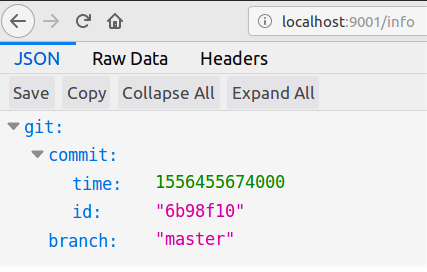 localhost:9001/info
JSON Raw Data Headers
Save Copy Collapse All Expand All
git:
commit:
time: 1556455674000
id: "6b98f10"
branch: "master"